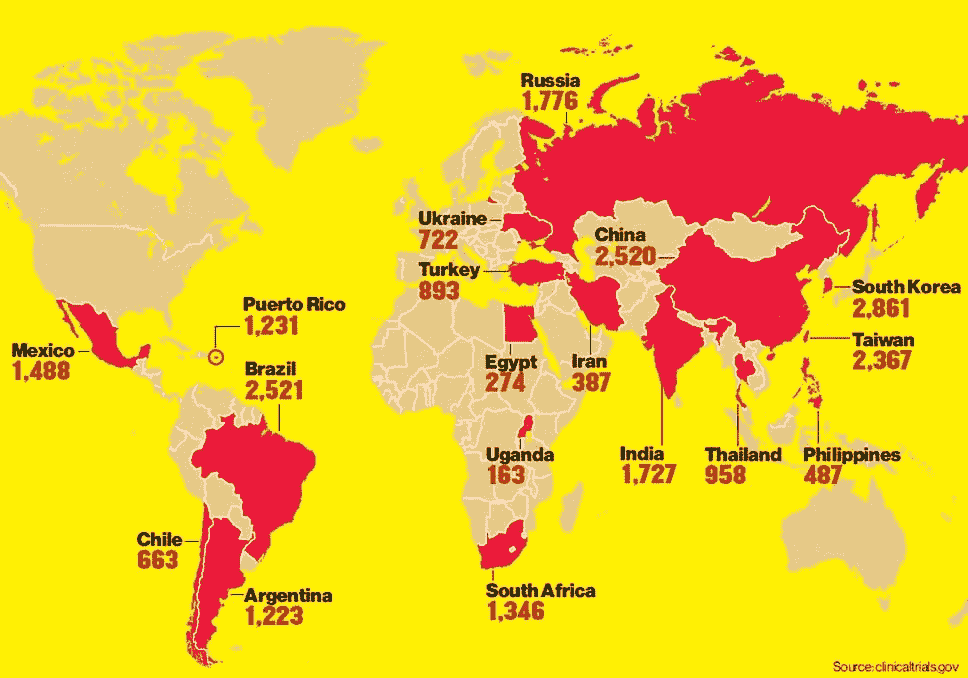 Russia
1,776
Ukraine
722
China
2,520
Turkey
893
South Korea
2,861
Puerto Rico
1,231
Taiwan
2,367
Mexico
1,488
Brazil
2,521
Egypt
274
Iran
387
Uganda
163
India
1,727
Thailand
958
Philippines
487
Chile
663
Argentina
1,223
South Africa
1,346
Source: clinicaltrials.gov